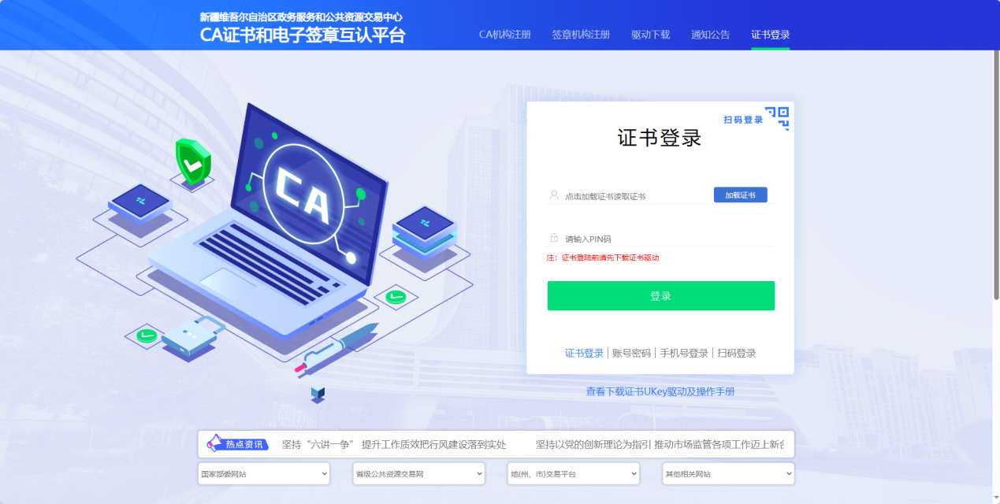 新疆维吾尔自治区政务服务和公共资源交易中心
CA证书和电子签章互认平台
CA机构注册 签章机构注册 驱动下载 通知公告 证书登录
扫码登录
证书登录
CA
点击加载证书读取证书 加载证书
请输入PIN码
注：证书登陆前请先下载证书驱动
登录
证书登录 | 账号密码 | 手机号登录 | 扫码登录
查看下载证书UKey驱动及操作手册
热点资讯 坚持“六讲一争” 提升工作质效把行风建设落到实处 坚持以党的创新理论为指引 推动市场监管各项工作迈上新台
国家部委网站 省级公共资源交易网 地(州、市)交易平台 其他相关网站